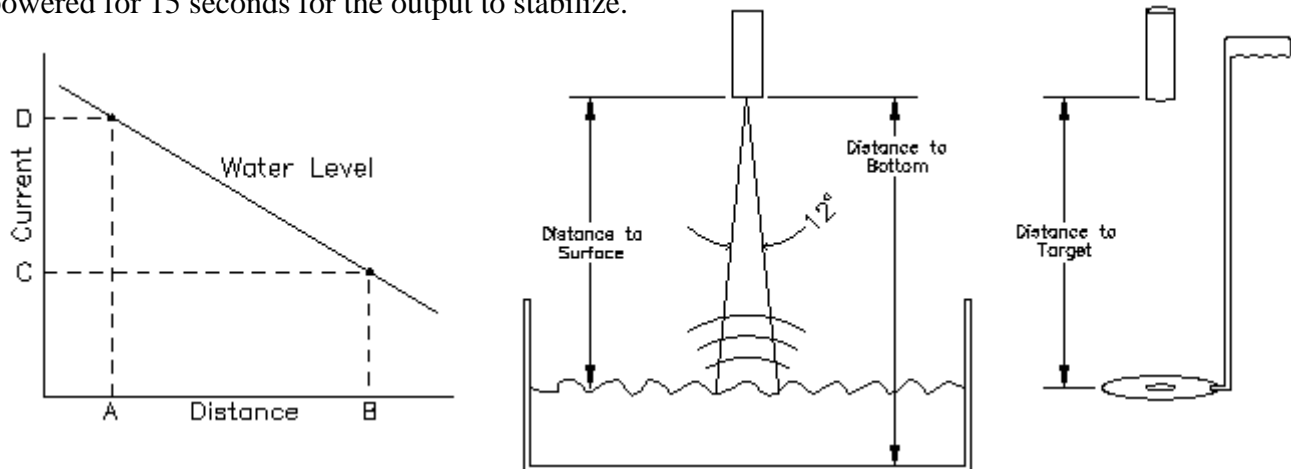 powered for 15 seconds for the output to stabilize.
D
Current
C
Water Level
A
Distance
B
Distance to
Surface
12°
Distance to
Bottom
Distance to
Target